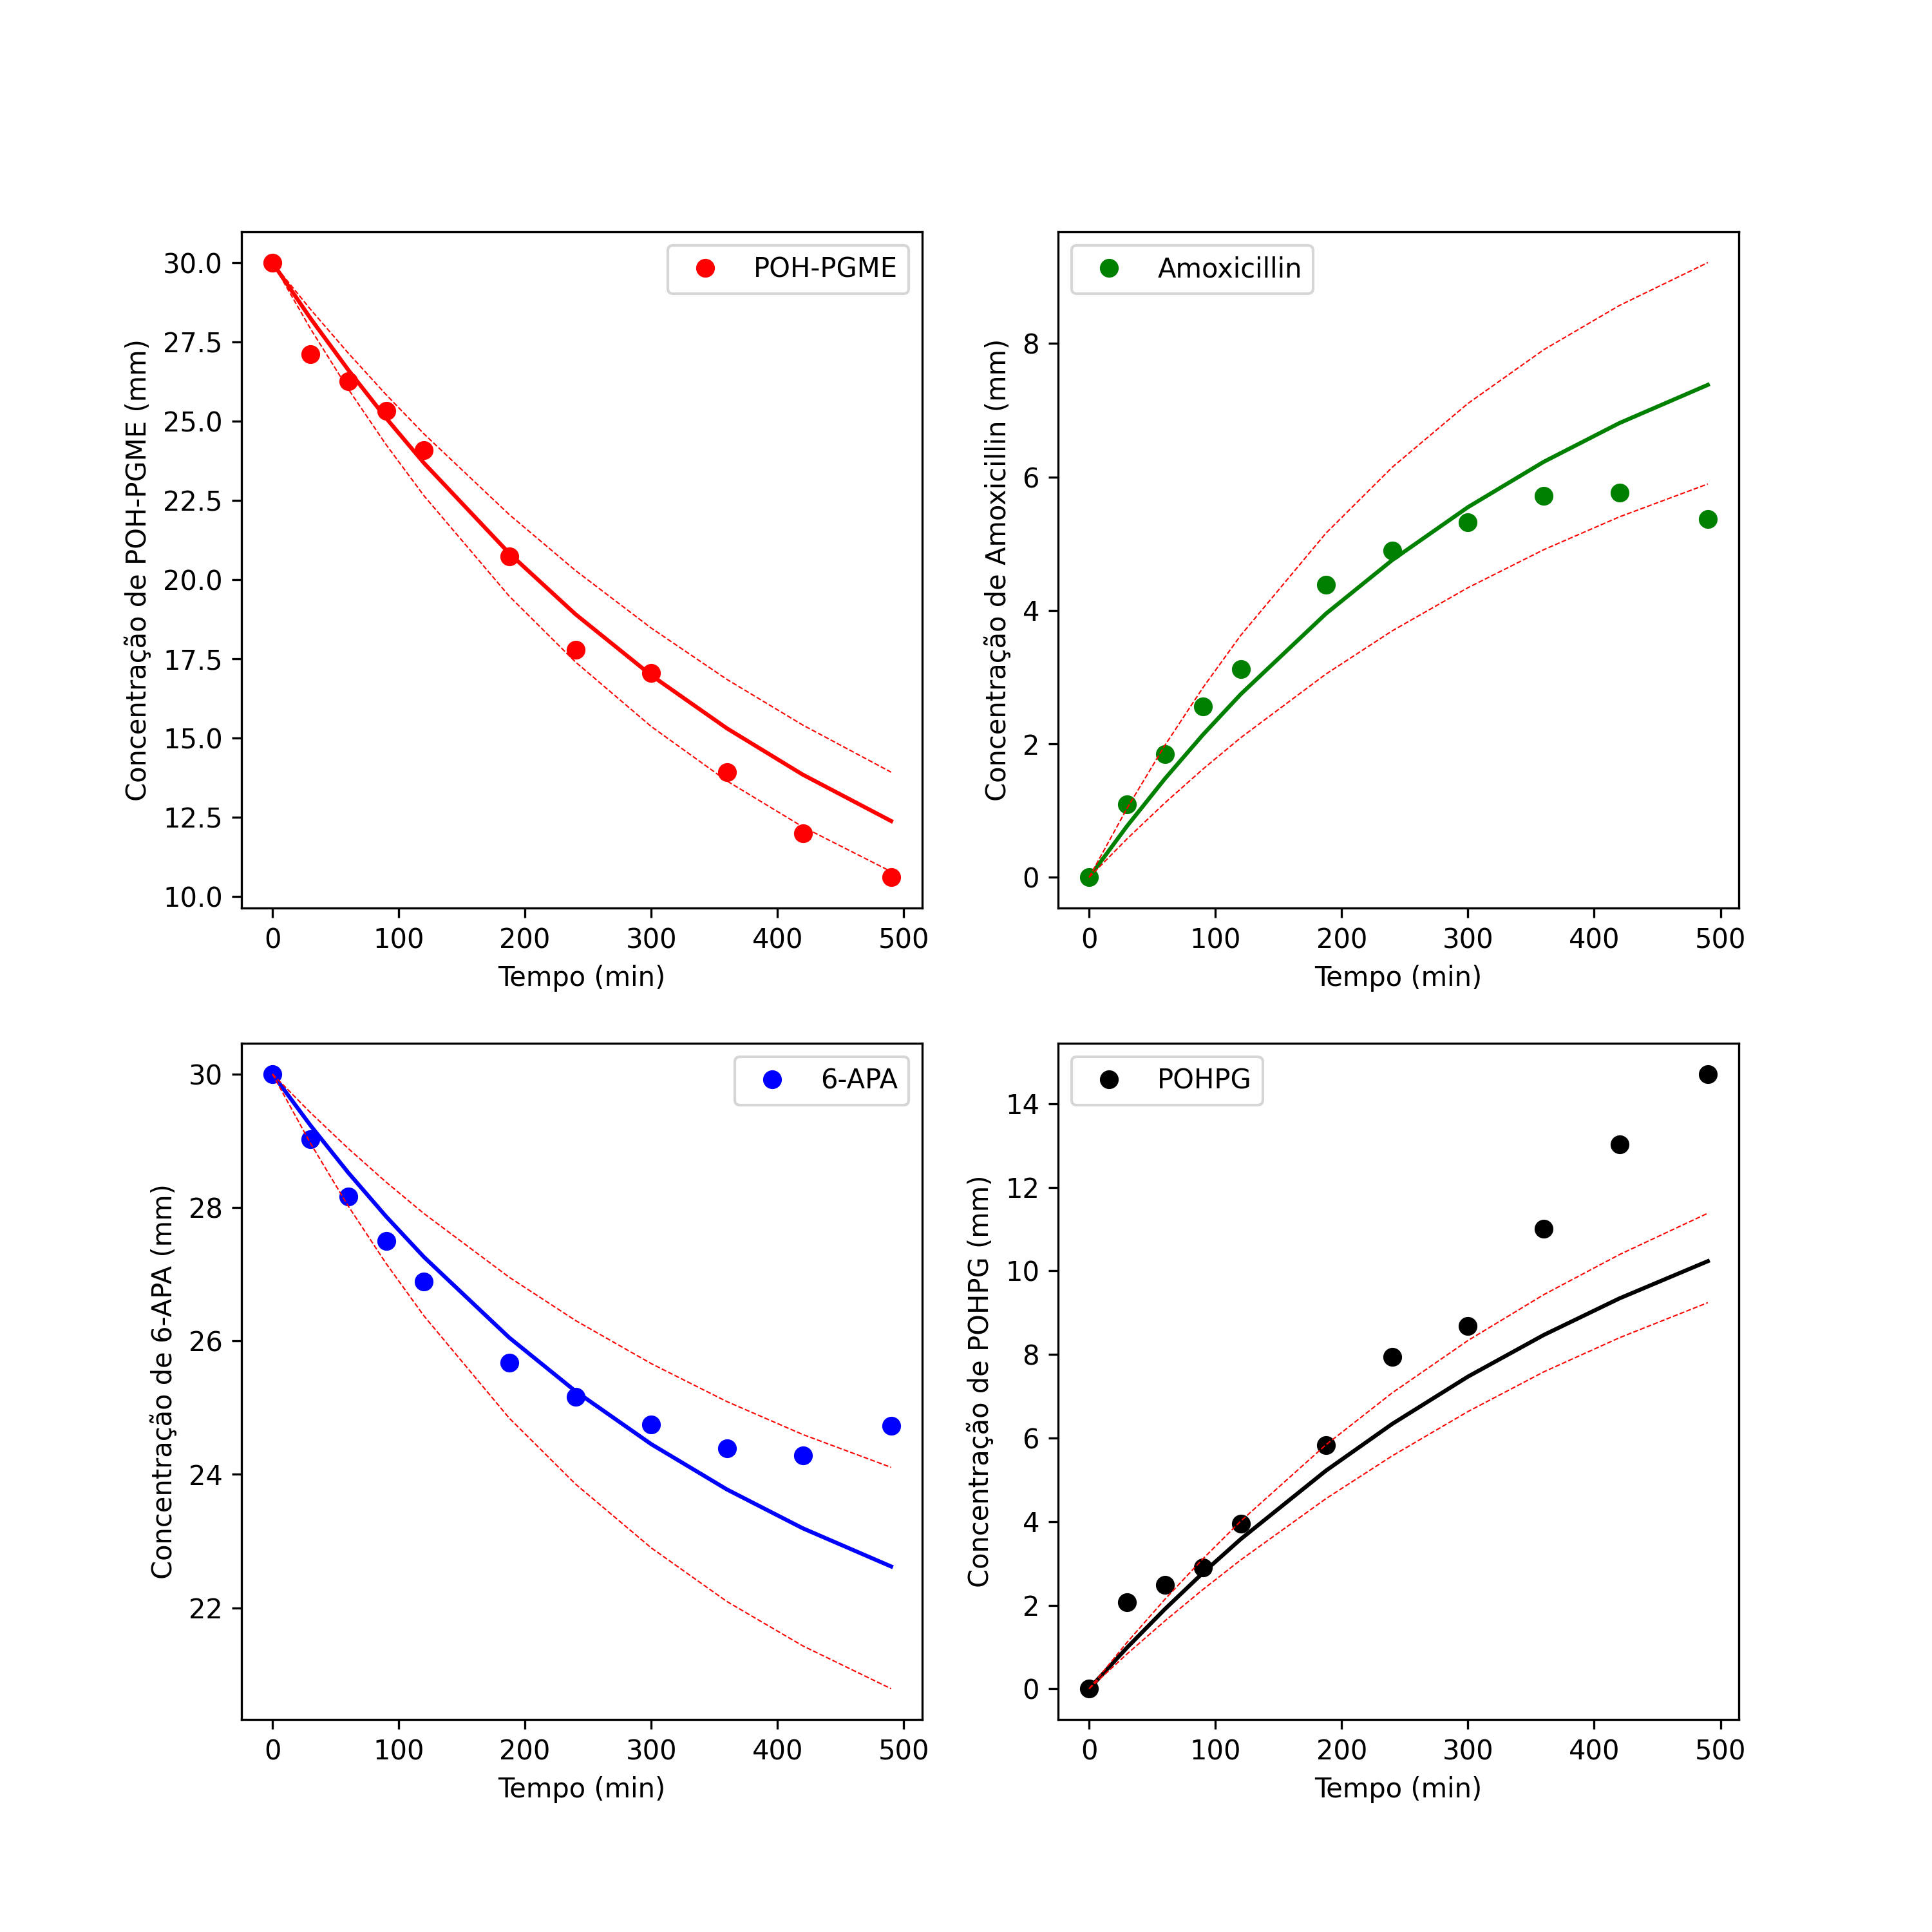 POH-PGME
30.0
27.5
25.0
22.5
20.0
17.5
15.0
12.5
10.0
Concentração de POH-PGME (mm)
0 100 200 300 400 500
Tempo (min)
Amoxicillin
8
6
4
2
0
Concentração de Amoxicillin (mm)
0 100 200 300 400 500
Tempo (min)
6-APA
30
28
26
24
22
Concentração de 6-APA (mm)
0 100 200 300 400 500
Tempo (min)
POHPG
14
12
10
8
6
4
2
0
Concentração de POHPG (mm)
0 100 200 300 400 500
Tempo (min)